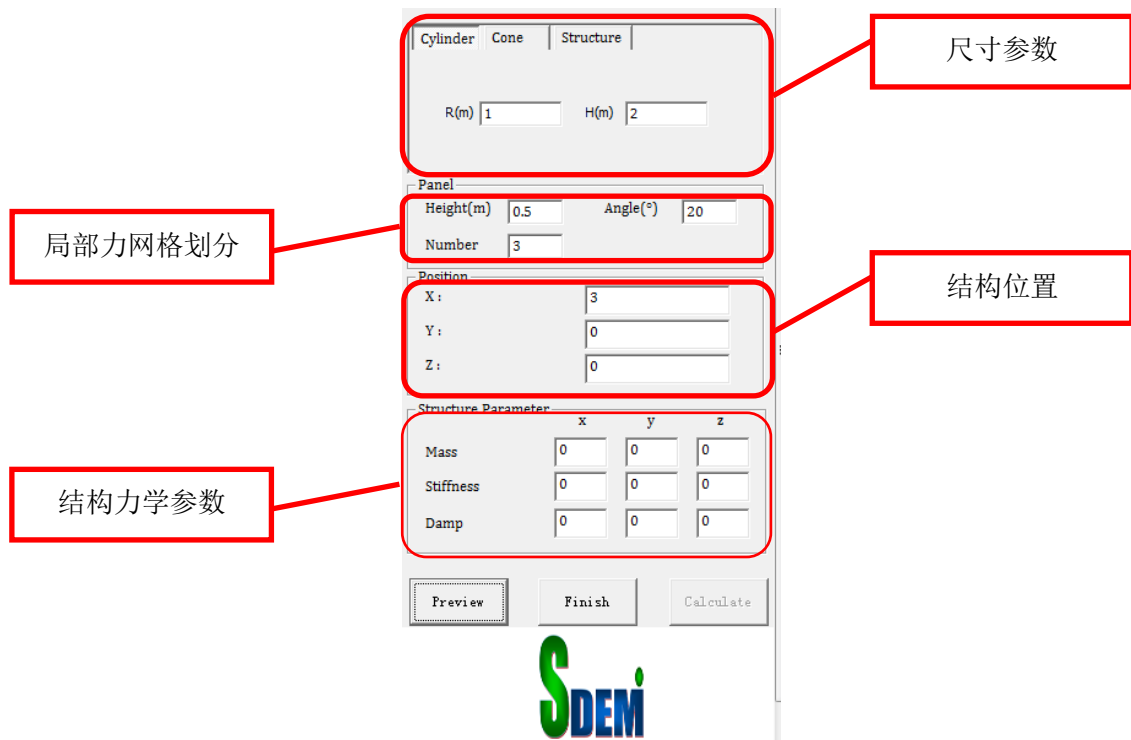 Cylinder Cone Structure
尺寸参数
R(m) 1 H(m) 2
Panel
Height(m) 0.5 Angle(°) 20
Number 3
局部力网格划分
Position
X: 3
Y: 0
Z: 0
结构位置
Structure Parameter
x y z
Mass 0 0 0
Stiffness 0 0 0
Damp 0 0 0
结构力学参数
Preview Finish Calculate
SDEM